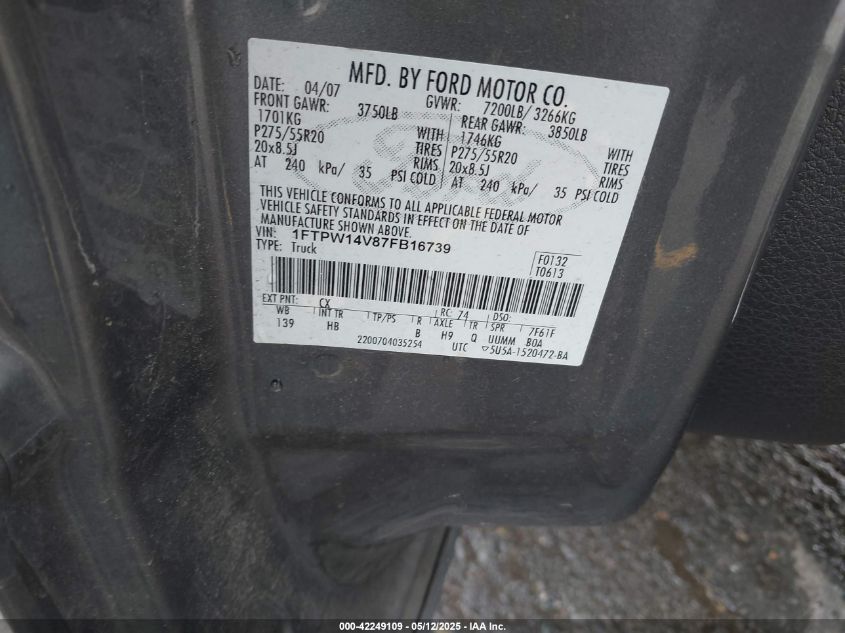 MFD. BY FORD MOTOR CO.
DATE: 04/07 GVWR: 7200LB/ 3266KG
FRONT GAWR: 3750LB REAR GAWR: 3850LB
1701KG WITH 1746KG WITH
P275/55R20 TIRES P275/55R20 TIRES
20x8.5J RIMS 20x8.5J RIMS
AT 240 kPa/ 35 PSI COLD AT 240 kPa/ 35 PSI COLD
THIS VEHICLE CONFORMS TO ALL APPLICABLE FEDERAL MOTOR
VEHICLE SAFETY STANDARDS IN EFFECT ON THE DATE OF
MANUFACTURE SHOWN ABOVE.
VIN: 1FTPW14V87FB16739
TYPE: Truck
F0132
T0613
EXT PNT: CX RC: 74 DSO:
WB INT TR TP/PS R AXLE TR SPR 7F61F
139 HB B H9 Q UUMM B0A
2200704035254 UTC ▽5U5A-1520472-BA
Ford
000-42249109 - 05/12/2025 - IAA Inc.